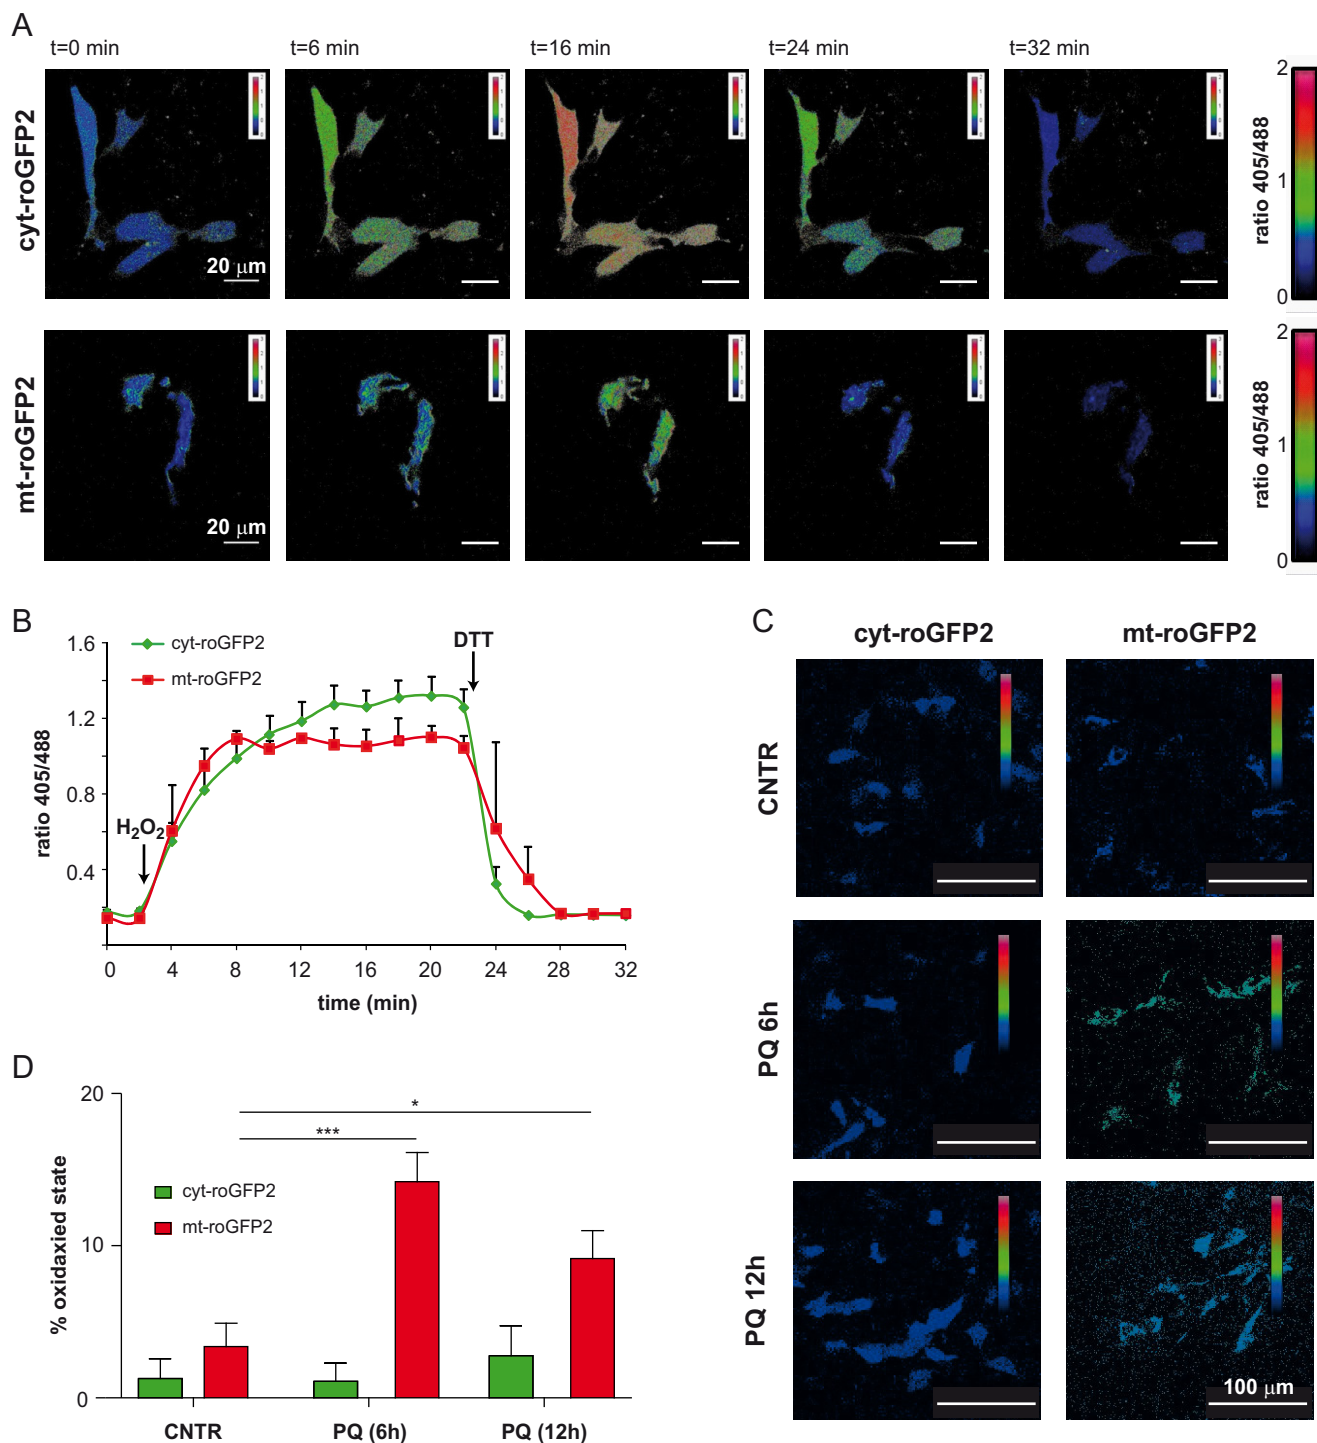 A
t=0 min
t=6 min
t=16 min
t=24 min
t=32 min
cyt-roGFP2
20 μm
2
1
0
ratio 405/488
mt-roGFP2
20 μm
2
1
0
ratio 405/488
B
1.6
1.2
0.8
0.4
ratio 405/488
cyt-roGFP2
mt-roGFP2
H₂O₂
DTT
0 4 8 12 16 20 24 28 32
time (min)
C
cyt-roGFP2
mt-roGFP2
CNTR
PQ 6h
PQ 12h
100 μm
D
20
10
0
% oxidaxied state
cyt-roGFP2
mt-roGFP2
*
***
CNTR
PQ (6h)
PQ (12h)